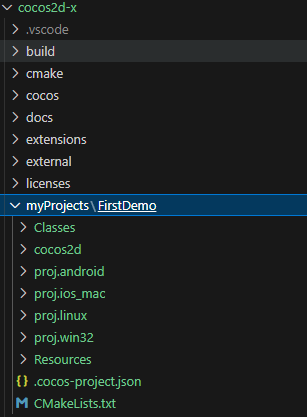 cocos2d-x
.vscode
build
cmake
cocos
docs
extensions
external
licenses
myProjects\FirstDemo
Classes
cocos2d
proj.android
proj.ios_mac
proj.linux
proj.win32
Resources
{} .cocos-project.json
M CMakeLists.txt